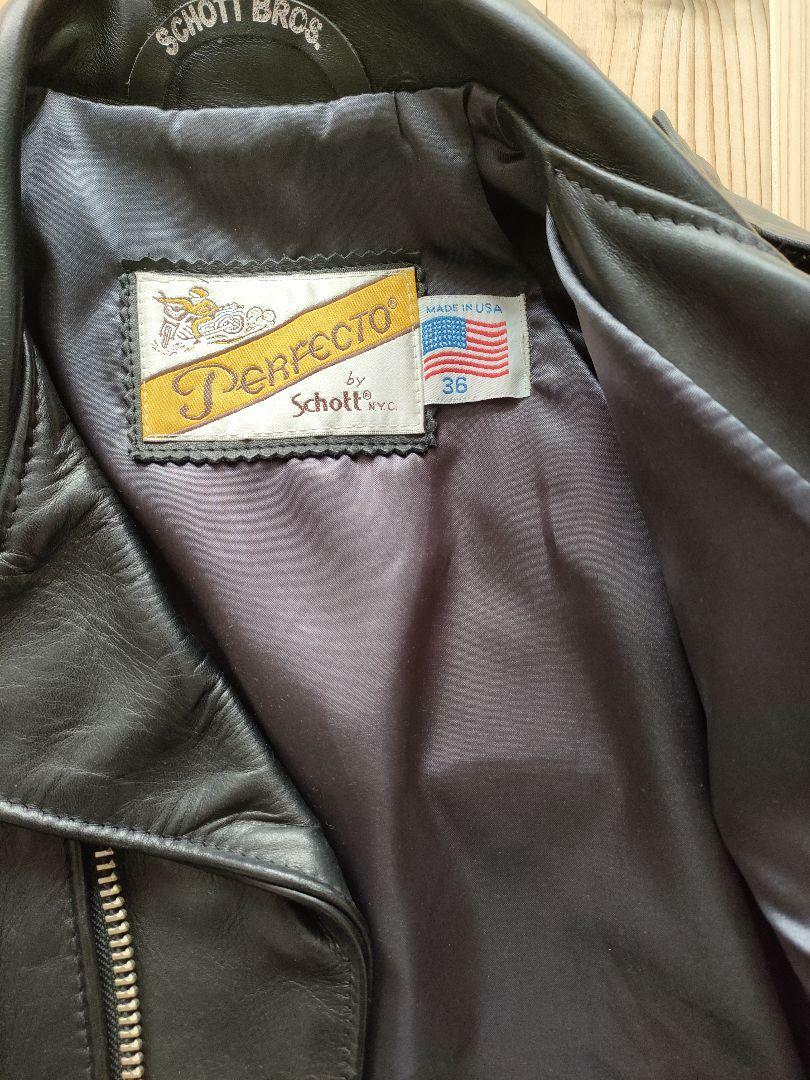 SCHOTT BROS.
PERFECTO®
by
Schott® N.Y.C.
MADE IN USA
36